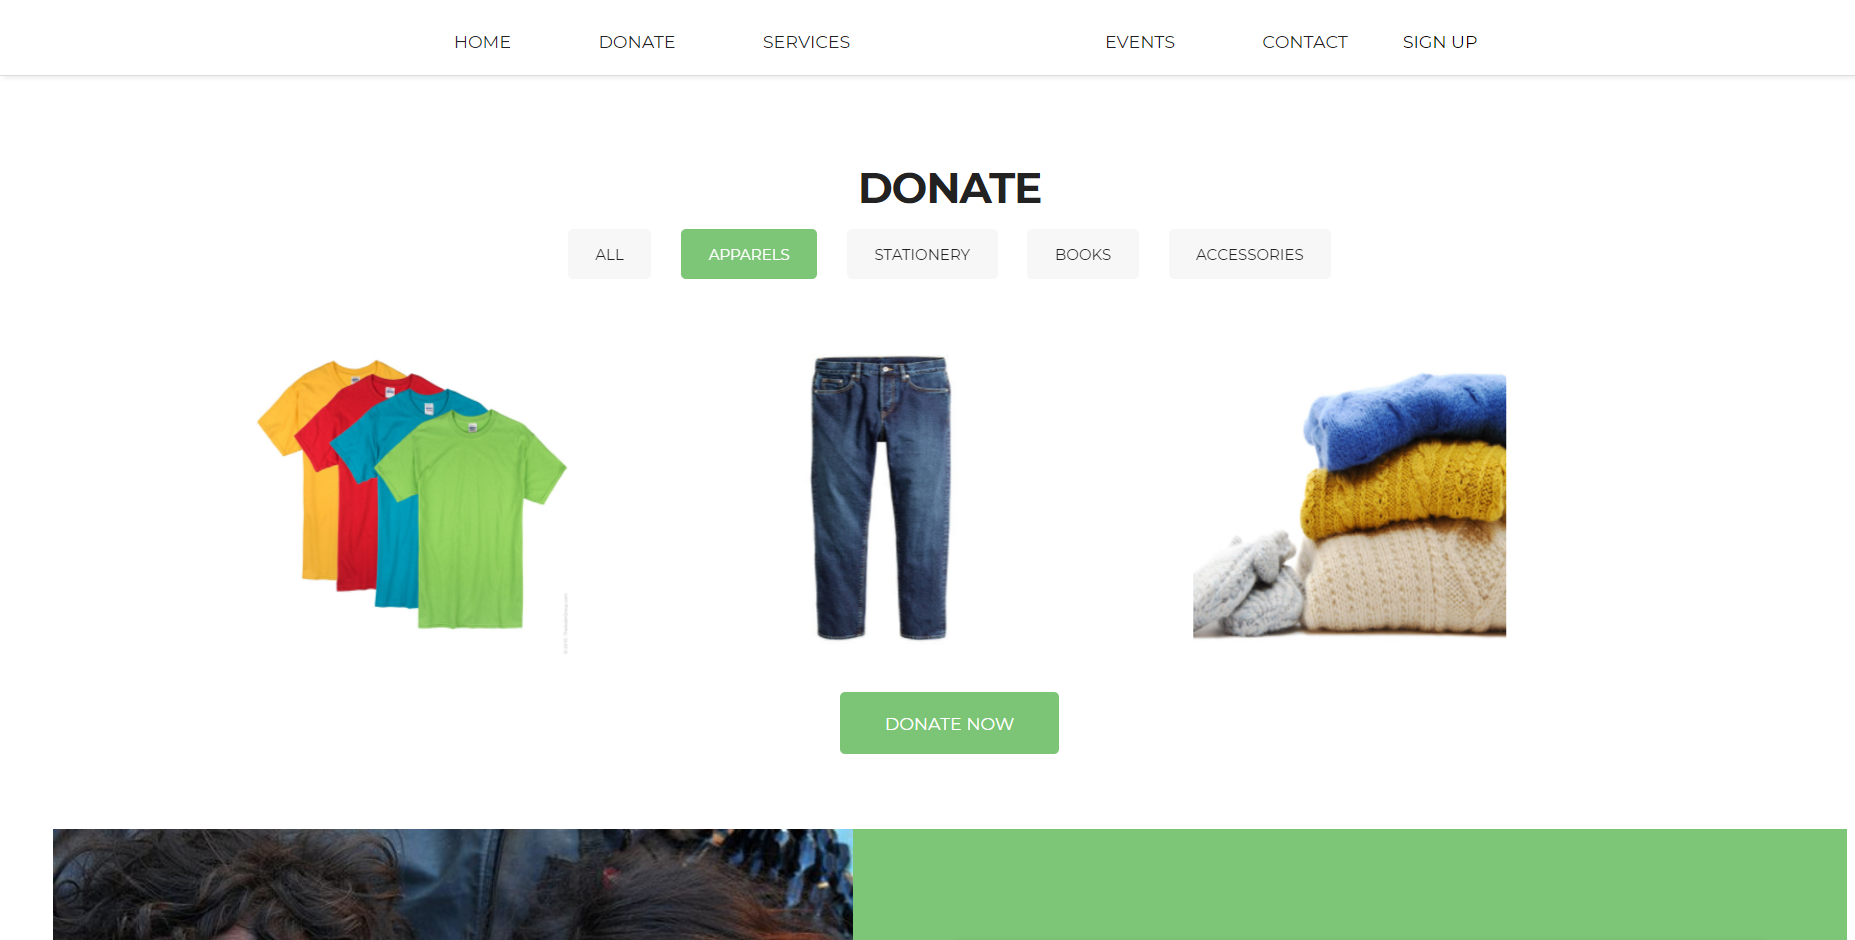 HOME DONATE SERVICES EVENTS CONTACT SIGN UP
DONATE
ALL APPARELS STATIONERY BOOKS ACCESSORIES
DONATE NOW